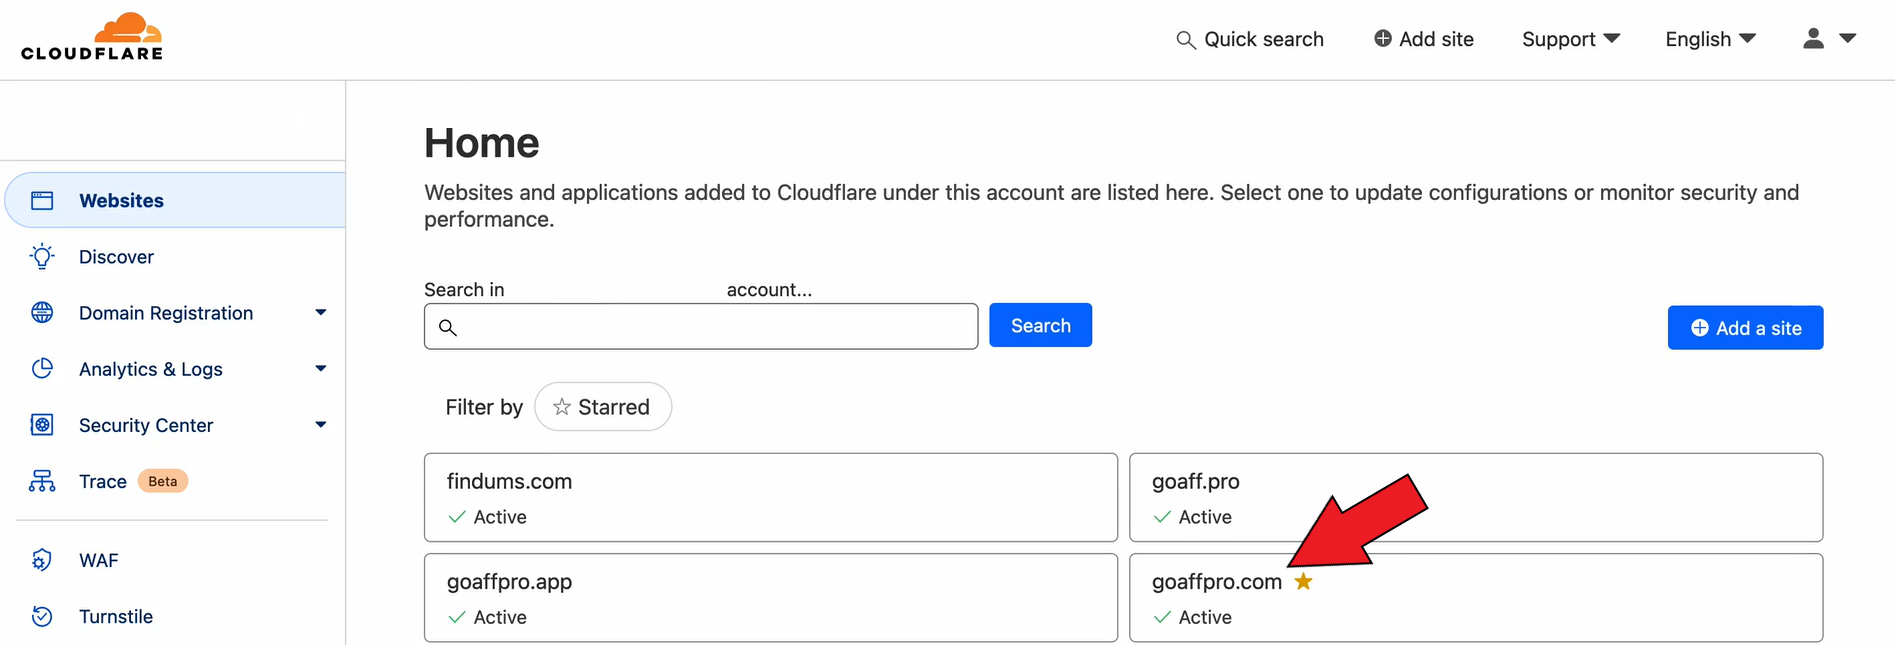 CLOUDFLARE
Quick search
Add site
Support
English
Websites
Discover
Domain Registration
Analytics & Logs
Security Center
Trace Beta
WAF
Turnstile
Home
Websites and applications added to Cloudflare under this account are listed here. Select one to update configurations or monitor security and
performance.
Search in account...
Search
Add a site
Filter by Starred
findums.com
Active
goaff.pro
Active
goaffpro.app
Active
goaffpro.com
Active